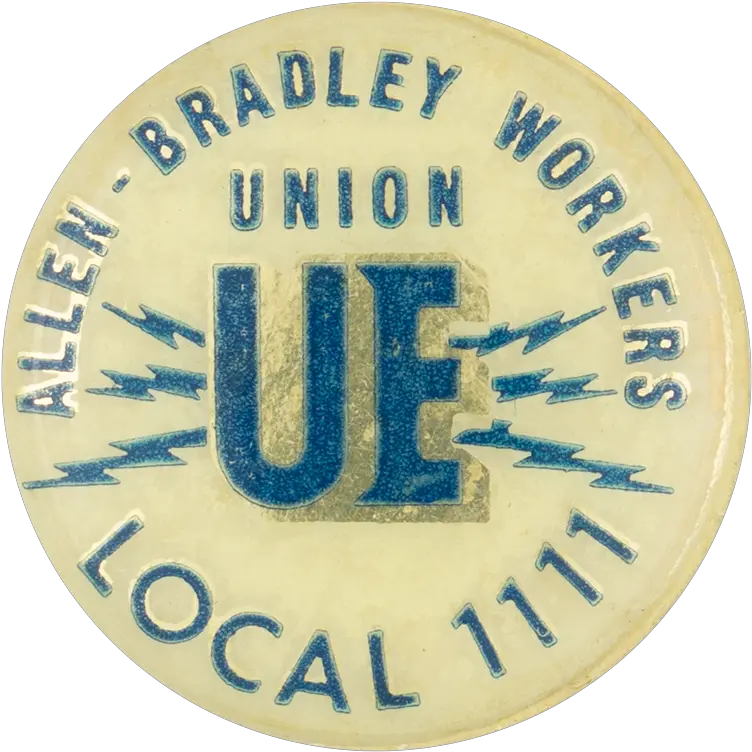 ALLEN-BRADLEY WORKERS
UNION
UE
LOCAL 1111